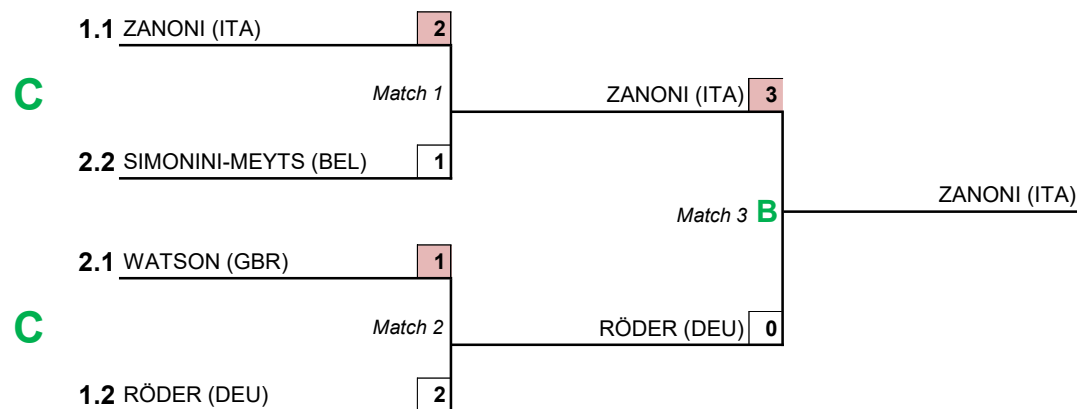 1.1 ZANONI (ITA) 2
C
Match 1
ZANONI (ITA) 3
2.2 SIMONINI-MEYTS (BEL) 1
Match 3 B
ZANONI (ITA)
2.1 WATSON (GBR) 1
C
Match 2
RÖDER (DEU) 0
1.2 RÖDER (DEU) 2